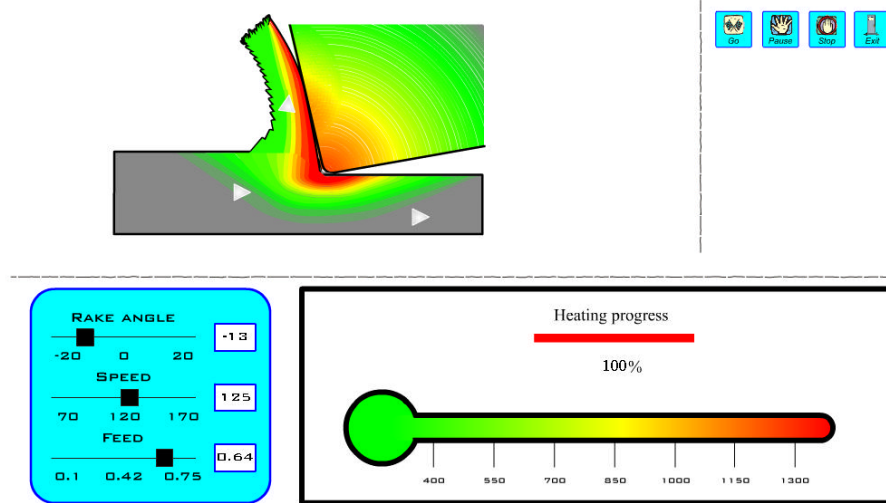 Go Pause Stop Exit
RAKE ANGLE
-13
-20 0 20
SPEED
125
70 120 170
FEED
0.64
0.1 0.42 0.75
Heating progress
100%
400 550 700 850 1000 1150 1300